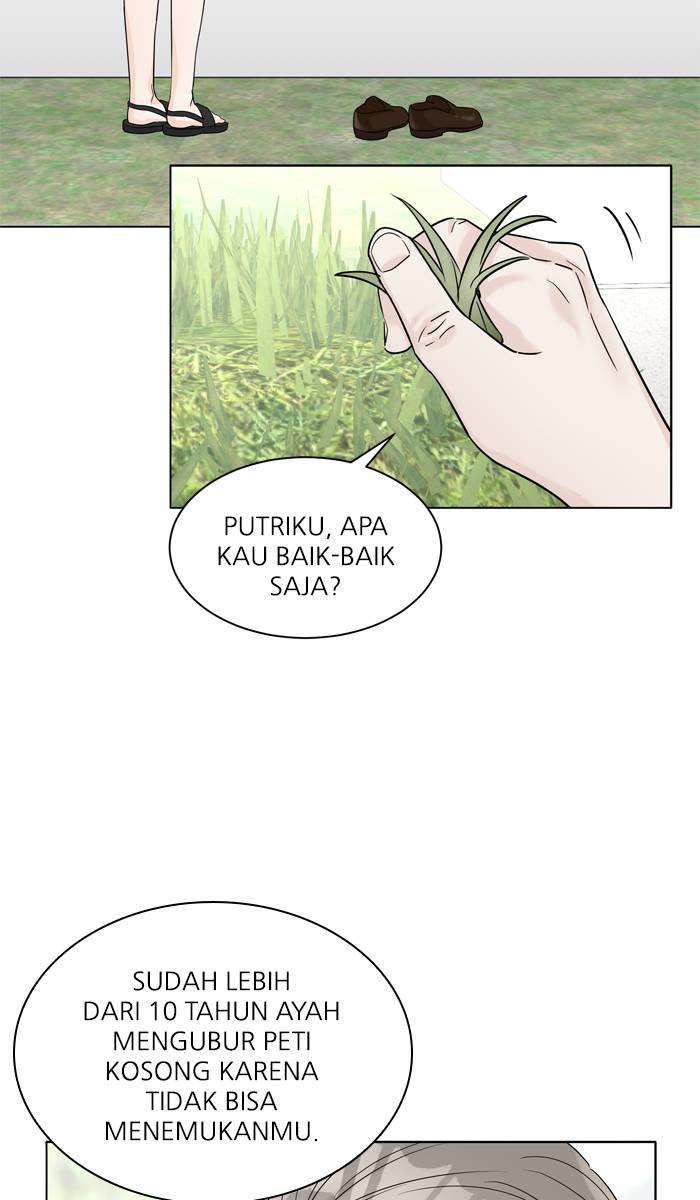 PUTRIKU, APA
KAU BAIK-BAIK
SAJA?
SUDAH LEBIH
DARI 10 TAHUN AYAH
MENGUBUR PETI
KOSONG KARENA
TIDAK BISA
MENEMUKANMU.